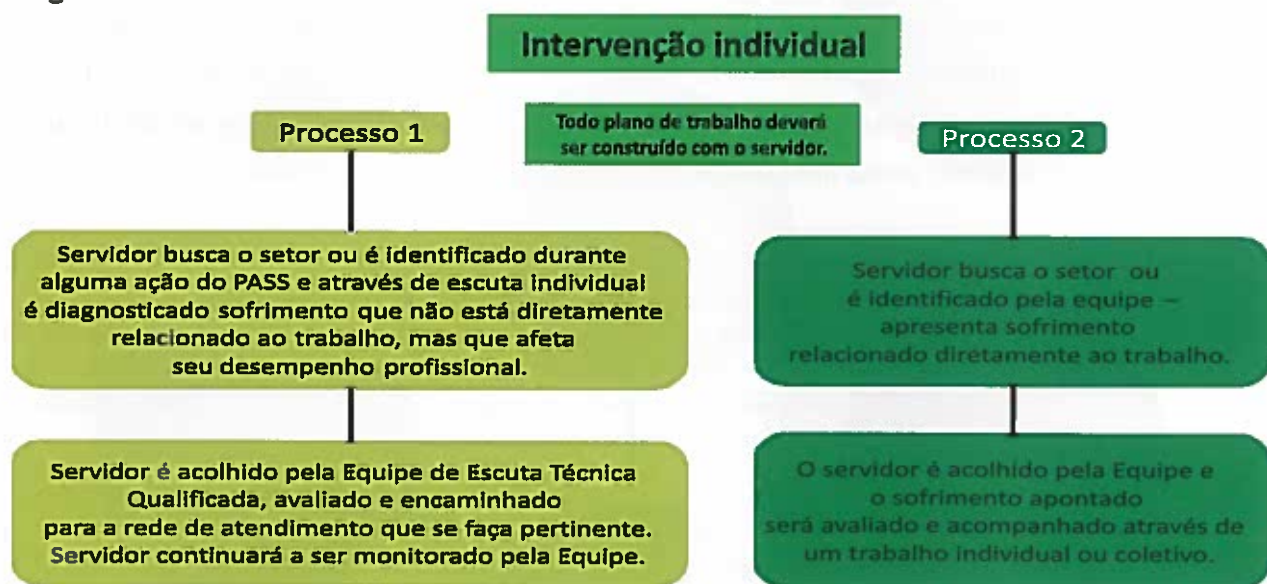 Intervenção individual
Todo plano de trabalho deverá
ser construído com o servidor.
Processo 1
Servidor busca o setor ou é identificado durante
alguma ação do PASS e através de escuta individual
é diagnosticado sofrimento que não está diretamente
relacionado ao trabalho, mas que afeta
seu desempenho profissional.
Servidor é acolhido pela Equipe de Escuta Técnica
Qualificada, avaliado e encaminhado
para a rede de atendimento que se faça pertinente.
Servidor continuará a ser monitorado pela Equipe.
Processo 2
Servidor busca o setor ou
é identificado pela equipe –
apresenta sofrimento
relacionado diretamente ao trabalho.
O servidor é acolhido pela Equipe e
o sofrimento apontado
será avaliado e acompanhado através de
um trabalho individual ou coletivo.